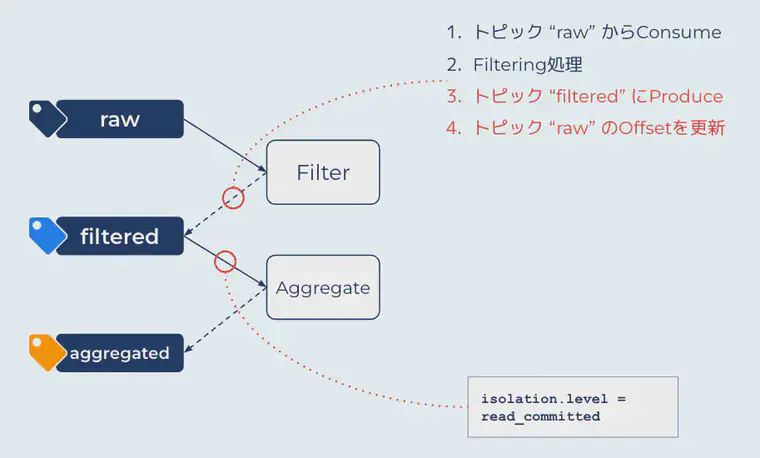 1. トピック “raw” からConsume
2. Filtering処理
3. トピック “filtered” にProduce
4. トピック “raw” のOffsetを更新
raw
Filter
filtered
Aggregate
aggregated
isolation.level =
read_committed